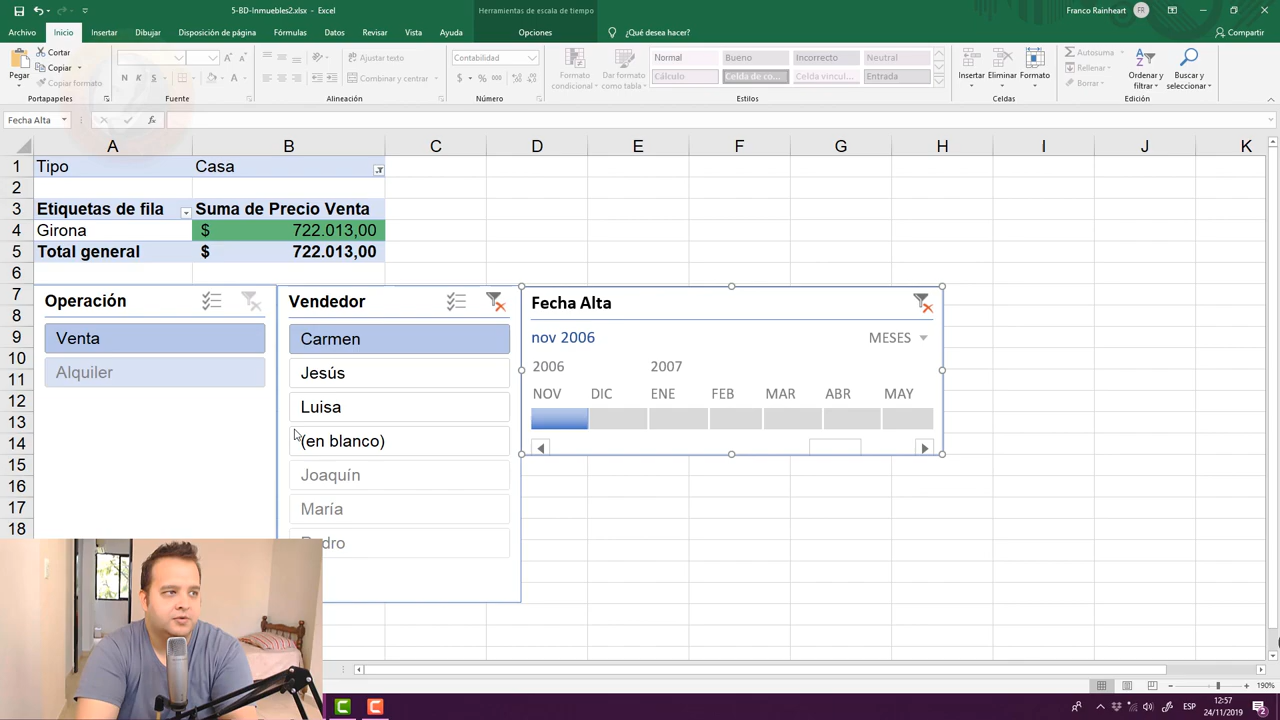 5-BD-Inmuebles2.xlsx - Excel
Herramientas de escala de tiempo
Franco Rainheart FR
Archivo Inicio Insertar Dibujar Disposición de página Fórmulas Datos Revisar Vista Ayuda Opciones ¿Qué desea hacer? Compartir
Pegar
Cortar
Copiar
Copiar formato
Portapapeles
N K S
Fuente
Ajustar texto
Combinar y centrar
Alineación
Contabilidad
% 000
Número
Formato condicional
Dar formato como tabla
Normal Bueno Incorrecto Neutral
Cálculo Celda de co... Celda vincul... Entrada
Estilos
Insertar Eliminar Formato
Celdas
Autosuma
Rellenar
Borrar
Ordenar y filtrar
Buscar y seleccionar
Edición
Fecha Alta fx
A B C D E F G H I J K
1 Tipo Casa
2
3 Etiquetas de fila Suma de Precio Venta
4 Girona $ 722.013,00
5 Total general $ 722.013,00
6
7
8
9
10
11
12
13
14
15
16
17
18
Operación
Venta
Alquiler
Vendedor
Carmen
Jesús
Luisa
(en blanco)
Joaquín
María
Fecha Alta
nov 2006 MESES
2006 2007
NOV DIC ENE FEB MAR ABR MAY
190%
ESP
12:57
24/11/2019
2